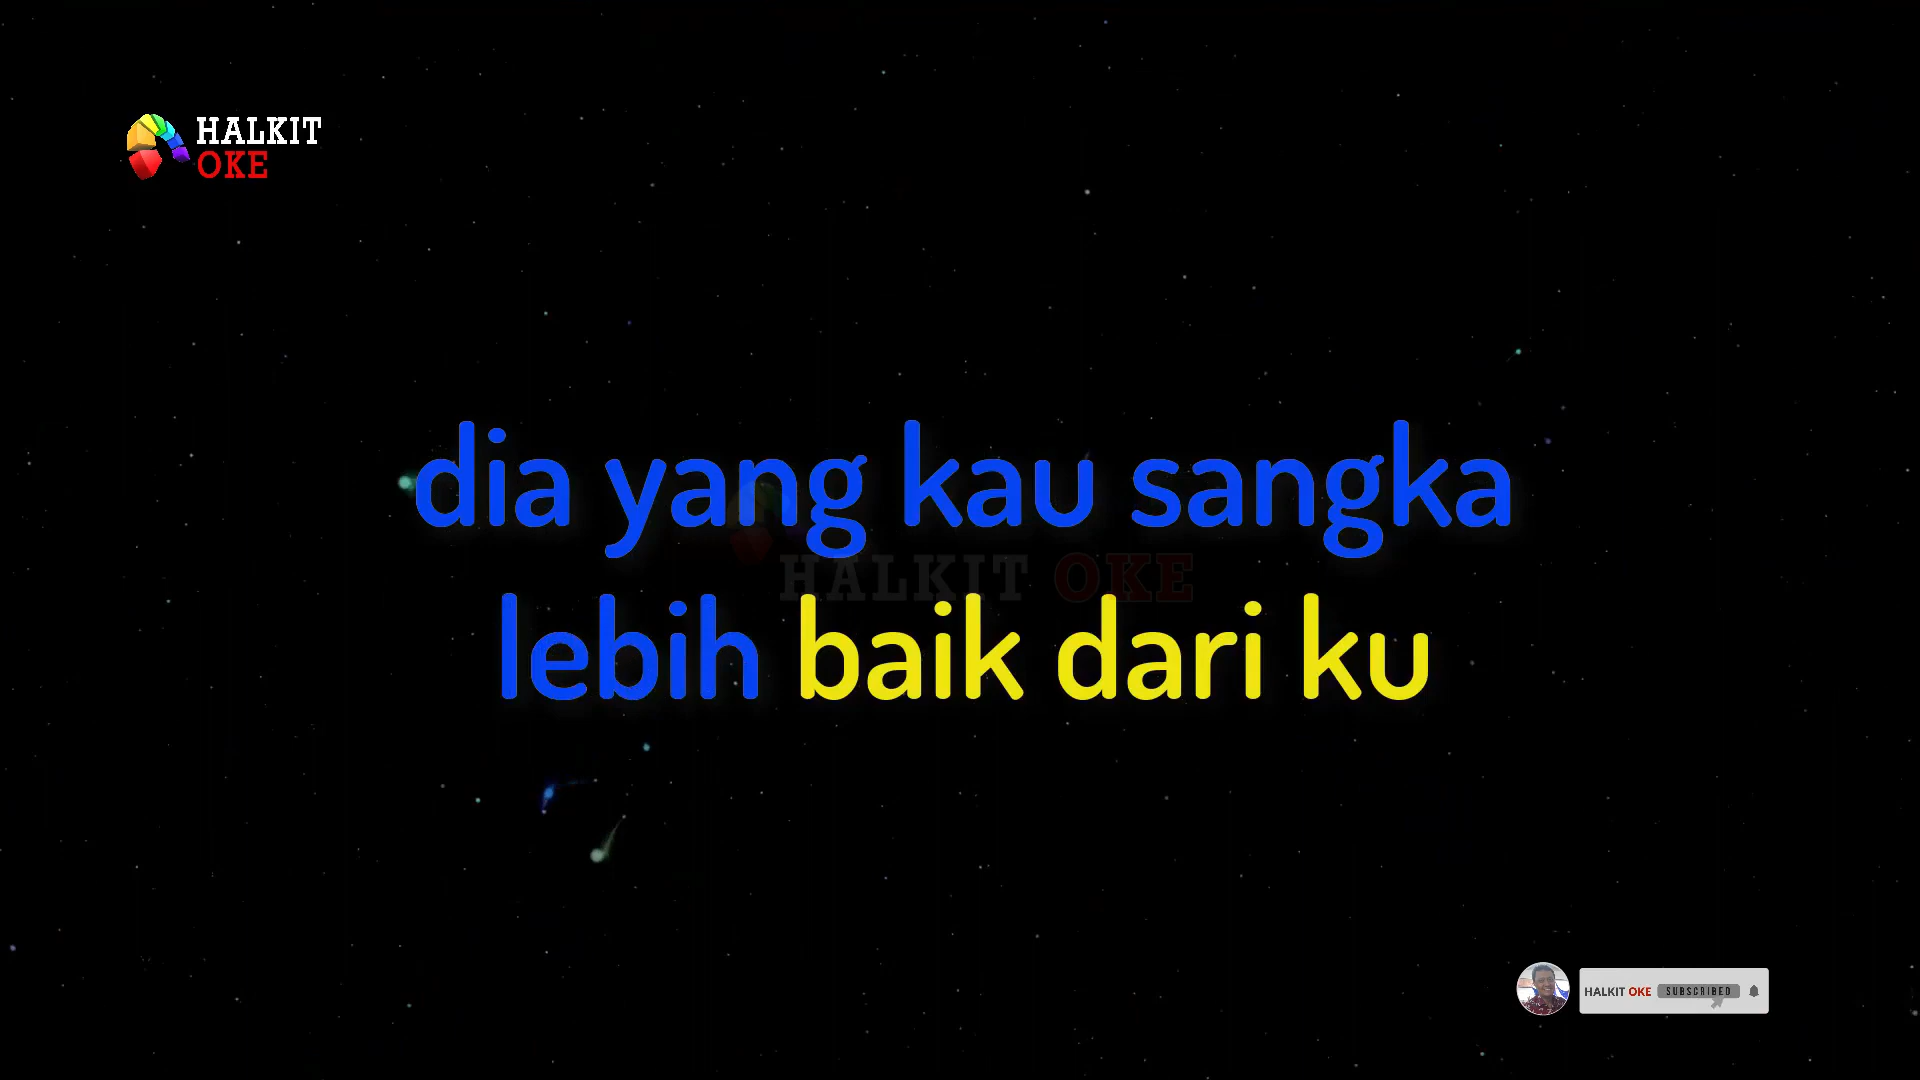 HALKIT
OKE
dia yang kau sangka
HALKIT OKE
lebih baik dari ku
HALKIT OKE SUBSCRIBED